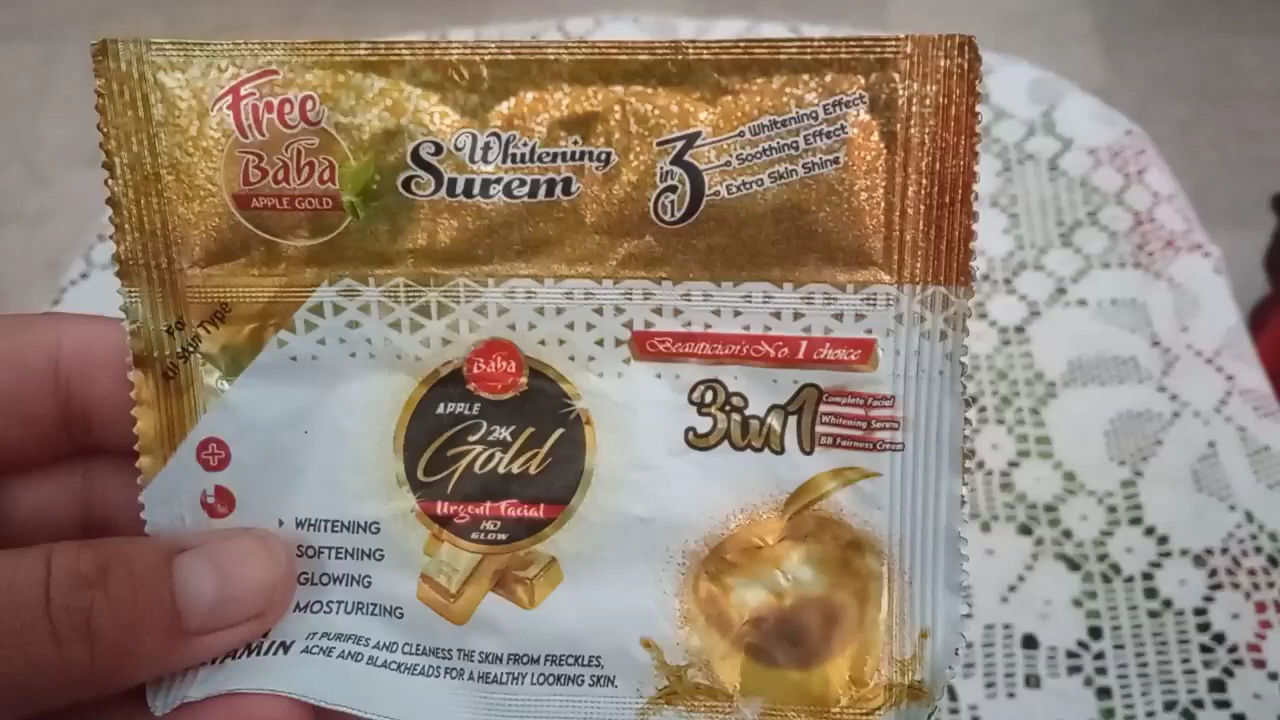 Free
Baba
APPLE GOLD
Whitening
Surem
3 in 1
Whitening Effect
Soothing Effect
Extra Skin Shine
For
All Skin Type
Beautician's No. 1 choice
Baba
APPLE
24K
Gold
Urgent Facial
HD
GLOW
3in1
Complete Facial
Whitening Serum
BB Fairness Cream
WHITENING
SOFTENING
GLOWING
MOSTURIZING
IT PURIFIES AND CLEANESS THE SKIN FROM FRECKLES,
ACNE AND BLACKHEADS FOR A HEALTHY LOOKING SKIN.